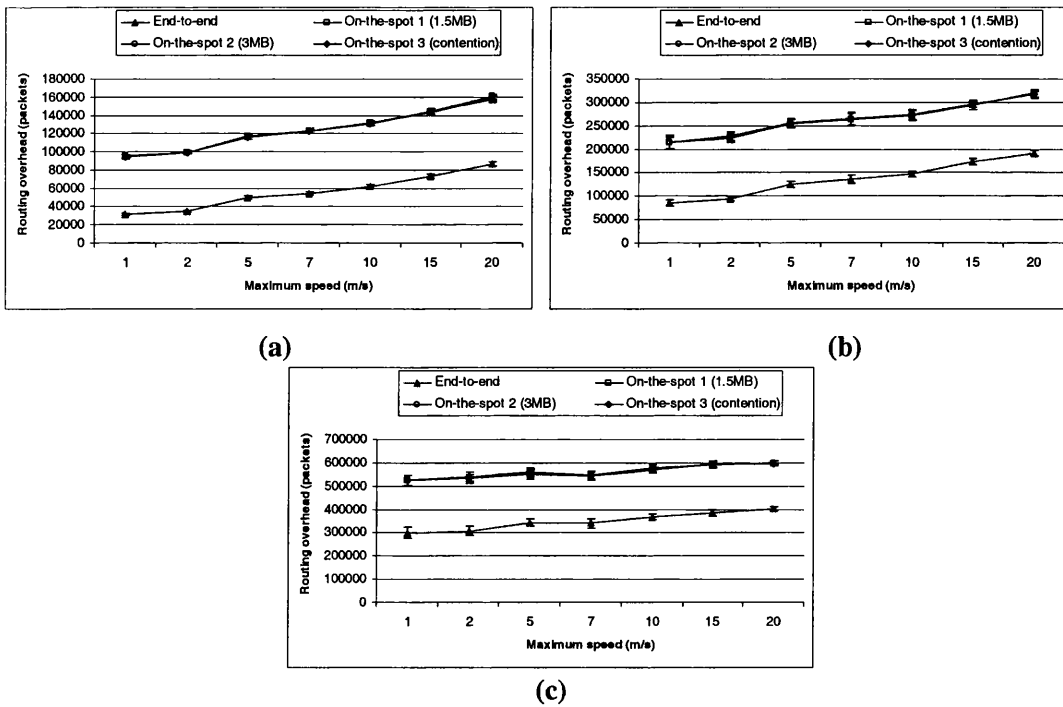 End-to-end
On-the-spot 1 (1.5MB)
On-the-spot 2 (3MB)
On-the-spot 3 (contention)
Routing overhead (packets)
180000
160000
140000
120000
100000
80000
60000
40000
20000
0
1 2 5 7 10 15 20
Maximum speed (m/s)
(a)
End-to-end
On-the-spot 1 (1.5MB)
On-the-spot 2 (3MB)
On-the-spot 3 (contention)
Routing overhead (packets)
350000
300000
250000
200000
150000
100000
50000
0
1 2 5 7 10 15 20
Maximum speed (m/s)
(b)
End-to-end
On-the-spot 1 (1.5MB)
On-the-spot 2 (3MB)
On-the-spot 3 (contention)
Routing overhead (packets)
700000
600000
500000
400000
300000
200000
100000
0
1 2 5 7 10 15 20
Maximum speed (m/s)
(c)